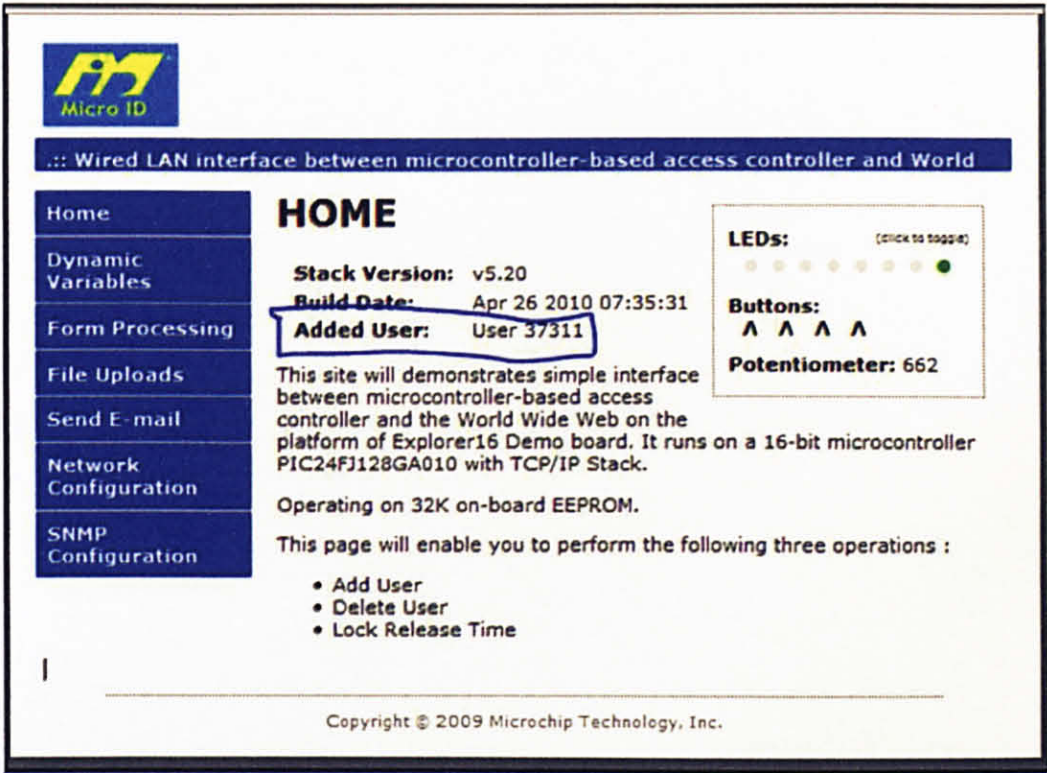 Micro ID
.:: Wired LAN interface between microcontroller-based access controller and World
Home
Dynamic
Variables
Form Processing
File Uploads
Send E-mail
Network
Configuration
SNMP
Configuration
HOME
Stack Version: v5.20
Build Date: Apr 26 2010 07:35:31
Added User: User 37311
LEDs: (click to toggle)
Buttons:
Λ Λ Λ Λ
Potentiometer: 662
This site will demonstrates simple interface
between microcontroller-based access
controller and the World Wide Web on the
platform of Explorer16 Demo board. It runs on a 16-bit microcontroller
PIC24FJ128GA010 with TCP/IP Stack.
Operating on 32K on-board EEPROM.
This page will enable you to perform the following three operations :
• Add User
• Delete User
• Lock Release Time
Copyright © 2009 Microchip Technology, Inc.